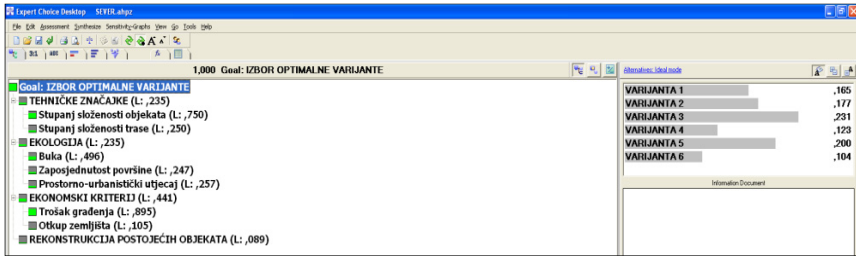 Expert Choice Desktop SEVER.ahpz
File Edit Assessment Synthesize Sensitivity-Graphs View Go Tools Help
3:1 ABC
1,000 Goal: IZBOR OPTIMALNE VARIJANTE
Goal: IZBOR OPTIMALNE VARIJANTE
TEHNIČKE ZNAČAJKE (L: ,235)
Stupanj složenosti objekata (L: ,750)
Stupanj složenosti trase (L: ,250)
EKOLOGIJA (L: ,235)
Buka (L: ,496)
Zaposjednutost površine (L: ,247)
Prostorno-urbanistički utjecaj (L: ,257)
EKONOMSKI KRITERIJ (L: ,441)
Trošak građenja (L: ,895)
Otkup zemljišta (L: ,105)
REKONSTRUKCIJA POSTOJEĆIH OBJEKATA (L: ,089)
Alternatives: Ideal mode
VARIJANTA 1 ,165
VARIJANTA 2 ,177
VARIJANTA 3 ,231
VARIJANTA 4 ,123
VARIJANTA 5 ,200
VARIJANTA 6 ,104
Information Document